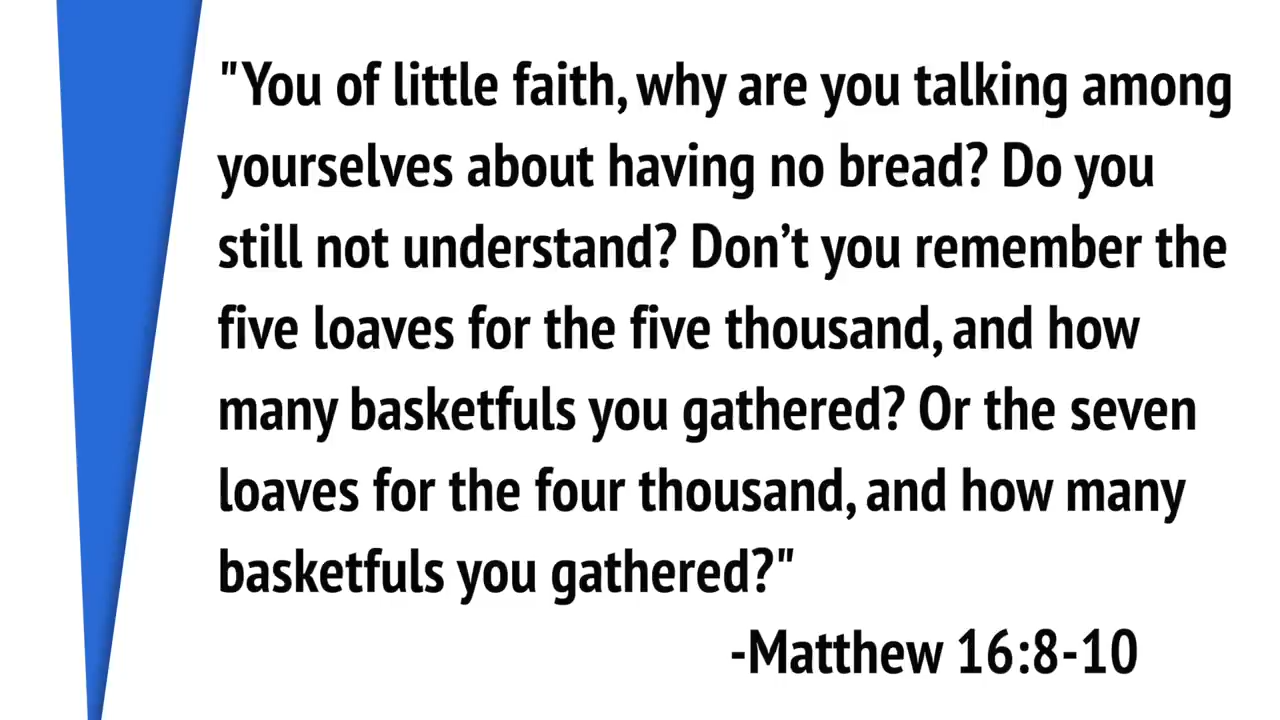 "You of little faith, why are you talking among
yourselves about having no bread? Do you
still not understand? Don’t you remember the
five loaves for the five thousand, and how
many basketfuls you gathered? Or the seven
loaves for the four thousand, and how many
basketfuls you gathered?"
-Matthew 16:8-10